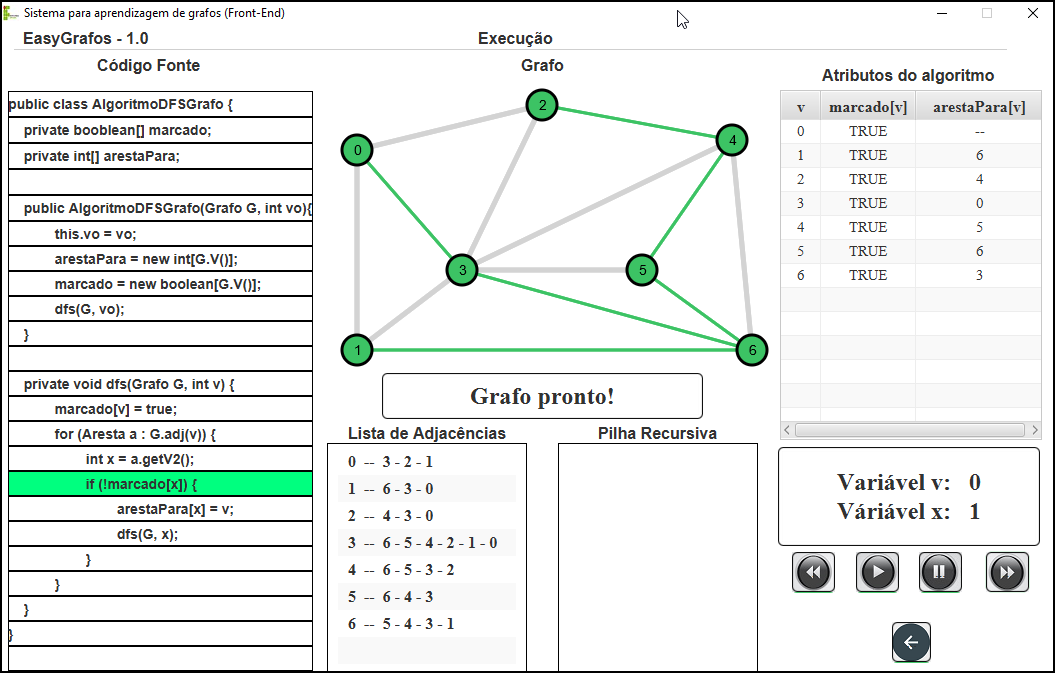 Sistema para aprendizagem de grafos (Front-End)
EasyGrafos - 1.0
Execução
Código Fonte
public class AlgoritmoDFSGrafo {
private booblean[] marcado;
private int[] arestaPara;
public AlgoritmoDFSGrafo(Grafo G, int vo){
this.vo = vo;
arestaPara = new int[G.V()];
marcado = new boolean[G.V()];
dfs(G, vo);
}
private void dfs(Grafo G, int v) {
marcado[v] = true;
for (Aresta a : G.adj(v)) {
int x = a.getV2();
if (!marcado[x]) {
arestaPara[x] = v;
dfs(G, x);
}
}
}
}
Grafo
2
4
0
3
5
1
6
Grafo pronto!
Lista de Adjacências
0 -- 3 - 2 - 1
1 -- 6 - 3 - 0
2 -- 4 - 3 - 0
3 -- 6 - 5 - 4 - 2 - 1 - 0
4 -- 6 - 5 - 3 - 2
5 -- 6 - 4 - 3
6 -- 5 - 4 - 3 - 1
Pilha Recursiva
Atributos do algoritmo
v marcado[v] arestaPara[v]
0 TRUE --
1 TRUE 6
2 TRUE 4
3 TRUE 0
4 TRUE 5
5 TRUE 6
6 TRUE 3
Variável v: 0
Váriável x: 1